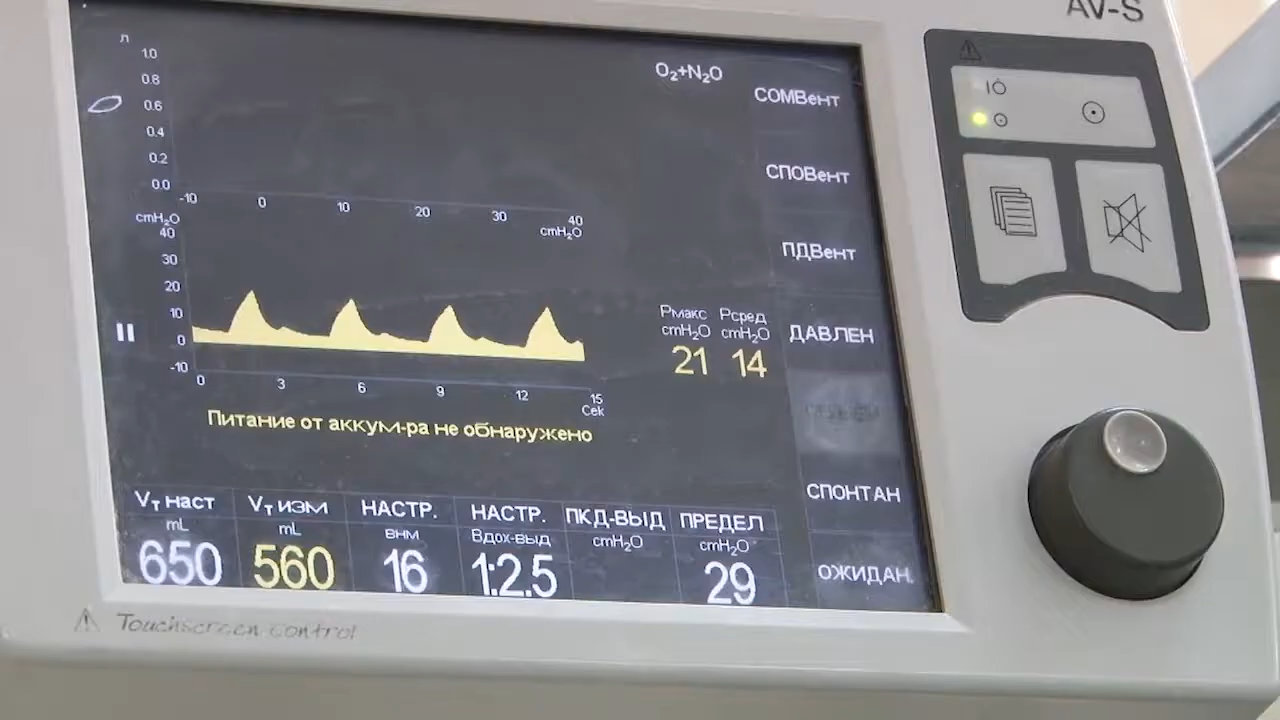 AV-S
л
1.0
0.8
0.6
0.4
0.2
0.0
-10 0 10 20 30 40
cmH₂O
O₂+N₂O
СОМВент
СПОВент
ПДВент
ДАВЛЕН
СПОНТАН
ОЖИДАН.
cmH₂O
40
30
20
10
0
-10
0 3 6 9 12 15
Сек
Pмакс Pсред
cmH₂O cmH₂O
21 14
Питание от аккум-ра не обнаружено
VT наст VT изм НАСТР. НАСТР. ПКД-ВЫД ПРЕДЕЛ
mL mL внм Вдох-выд cmH₂O cmH₂O
650 560 16 1:2.5 29
Touchscreen control